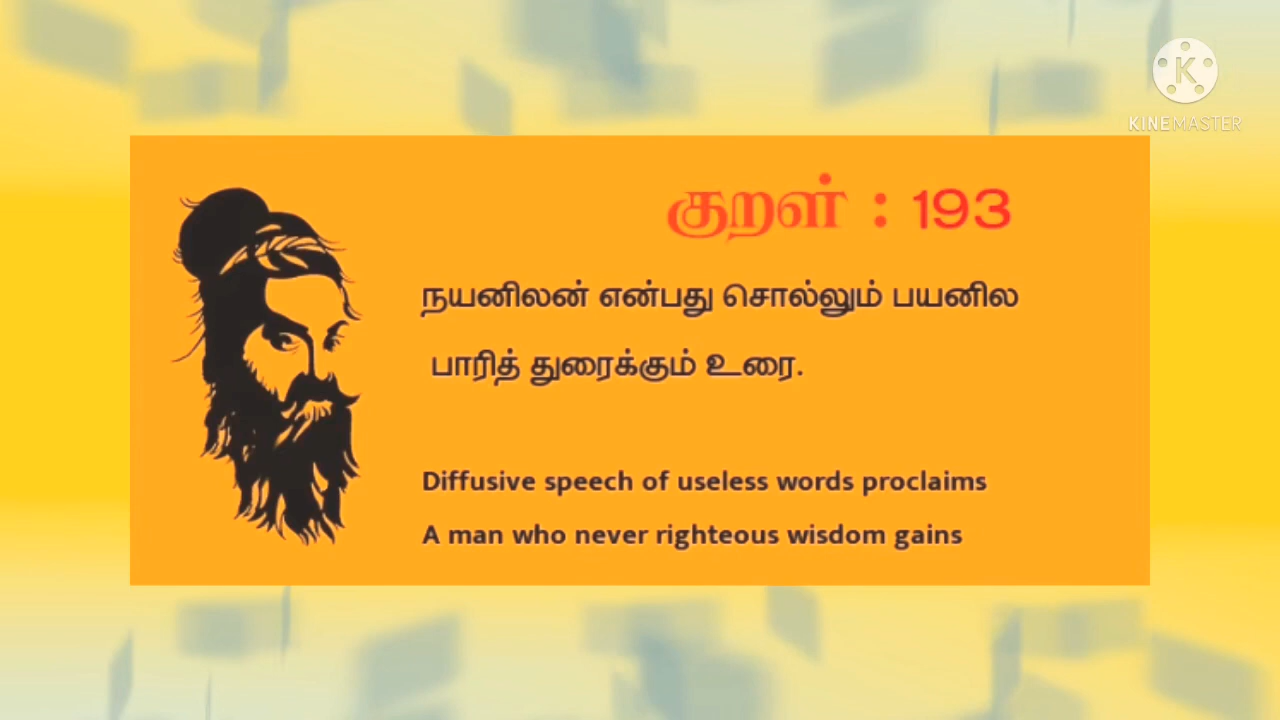 KINEMASTER
குறள் : 193
நயனிலன் என்பது சொல்லும் பயனில
பாரித் துரைக்கும் உரை.
Diffusive speech of useless words proclaims
A man who never righteous wisdom gains